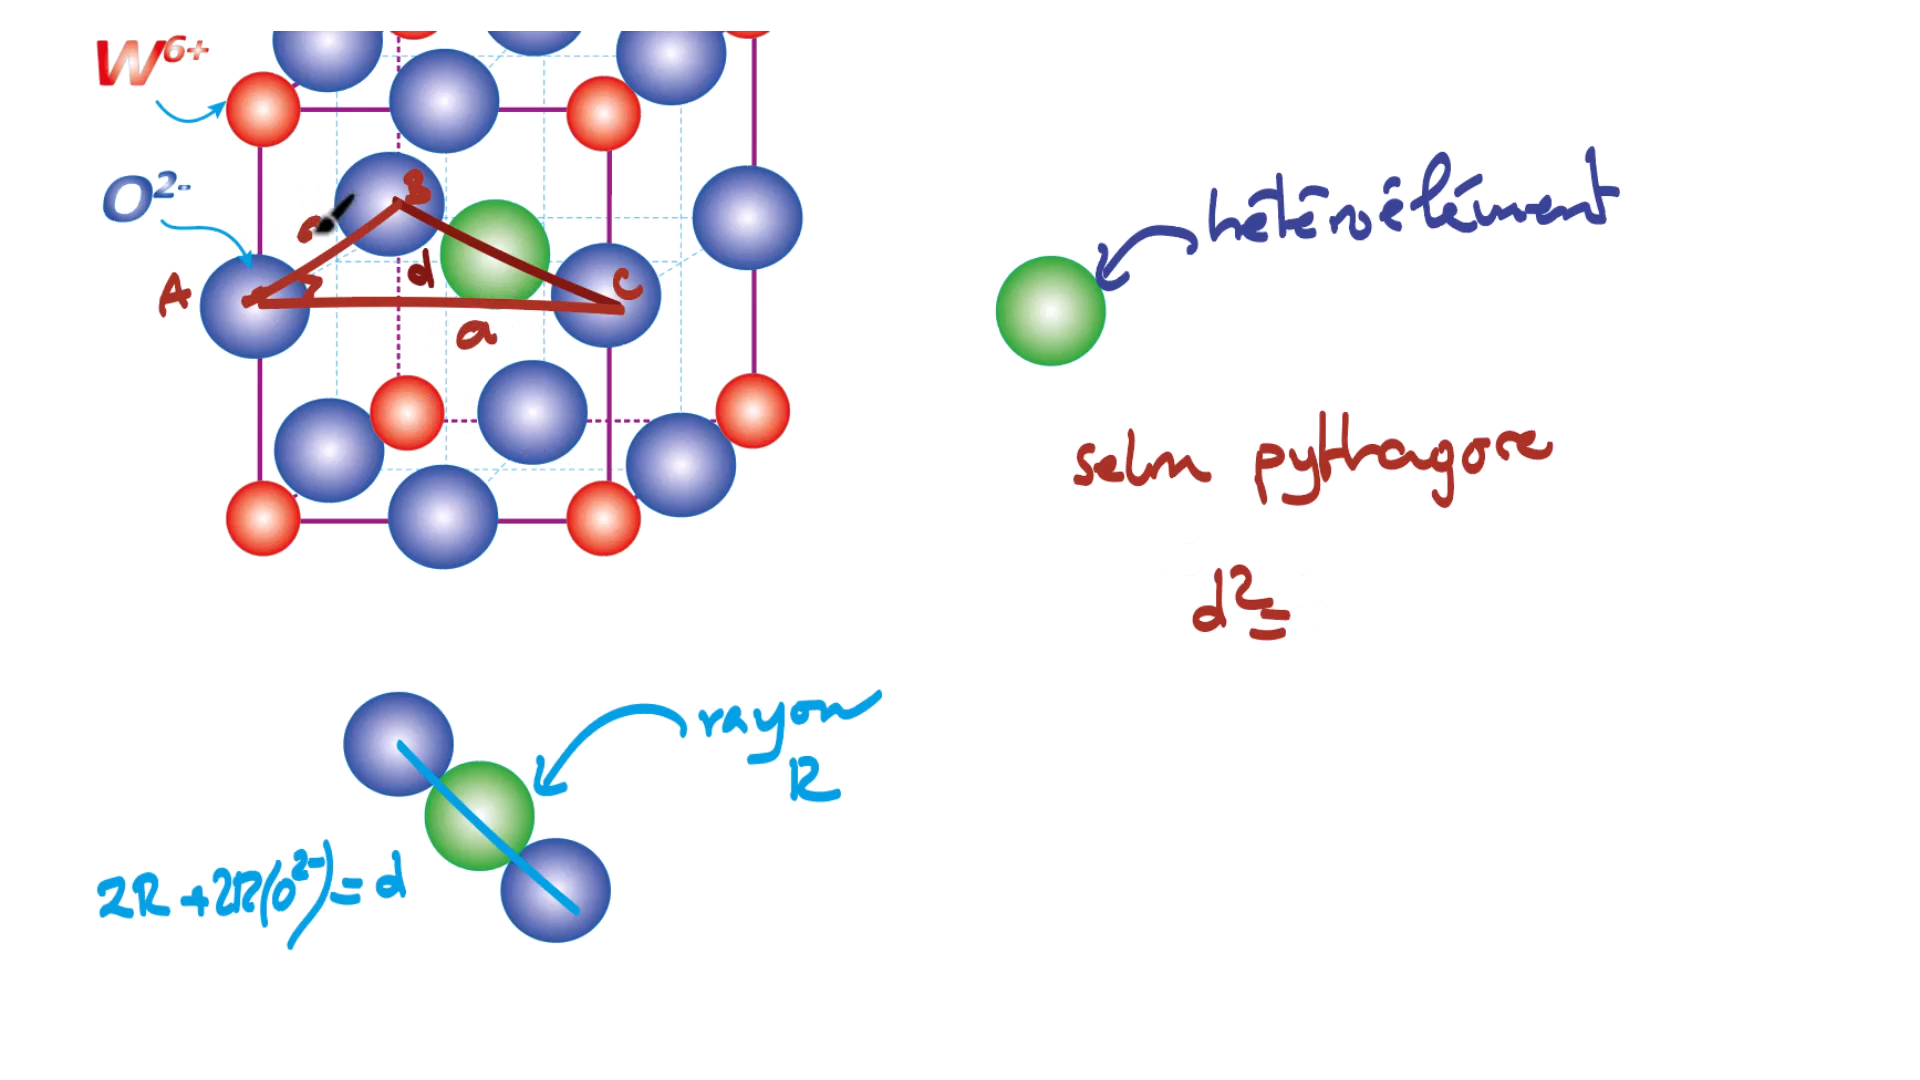 W6+
O2-
A
a
B
d
C
a
hétéroélément
selon pythagore
d2=
rayon
R
2R+2R(O2-)=d